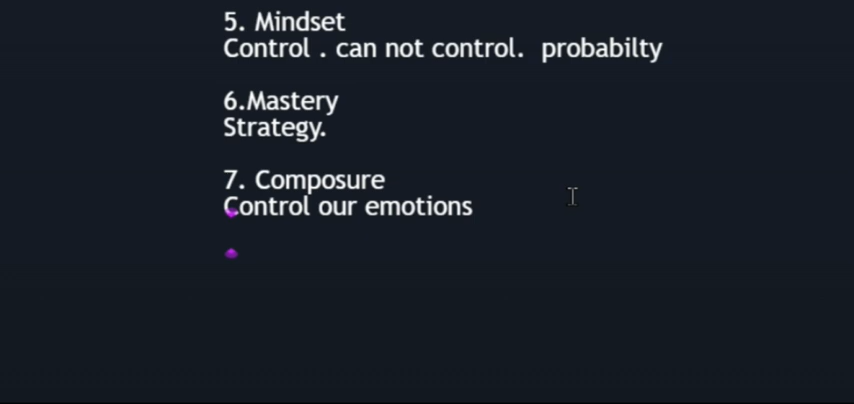 5. Mindset
Control . can not control.  probabilty
6.Mastery
Strategy.
7. Composure
Control our emotions